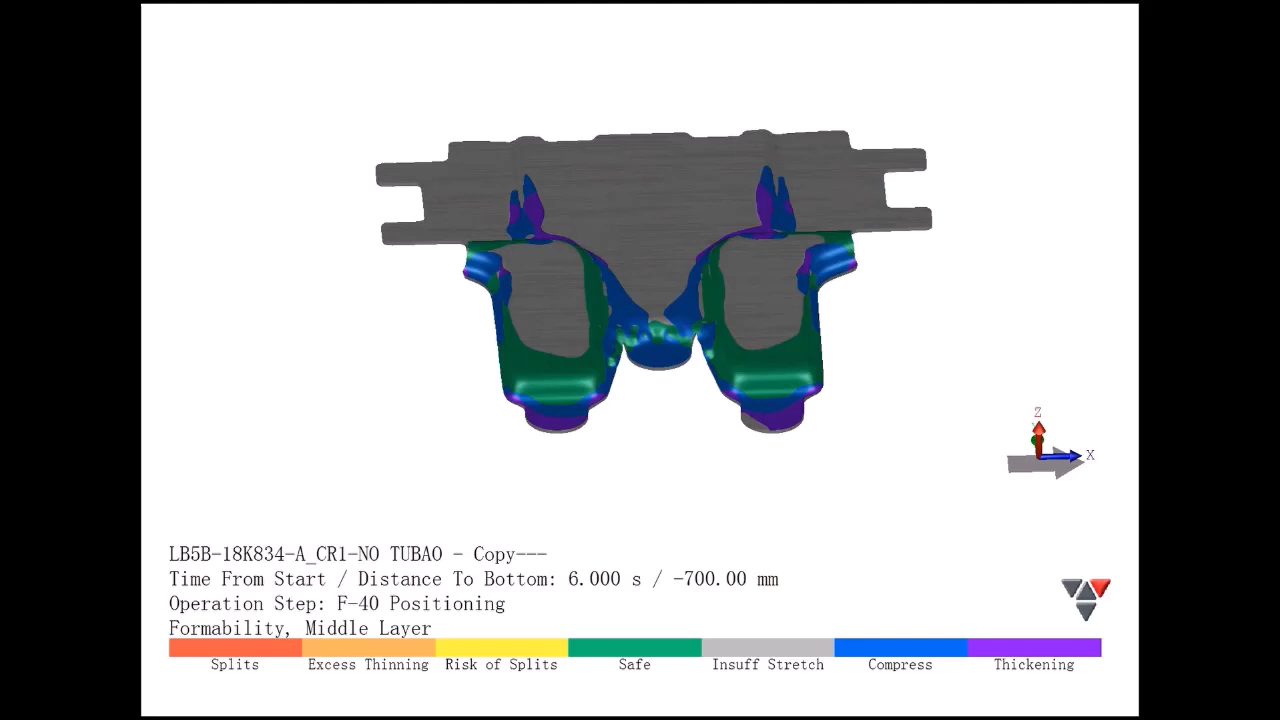 Z
X
LB5B-18K834-A_CR1-NO TUBAO - Copy---
Time From Start / Distance To Bottom: 6.000 s / -700.00 mm
Operation Step: F-40 Positioning
Formability, Middle Layer
Splits Excess Thinning Risk of Splits Safe Insuff Stretch Compress Thickening